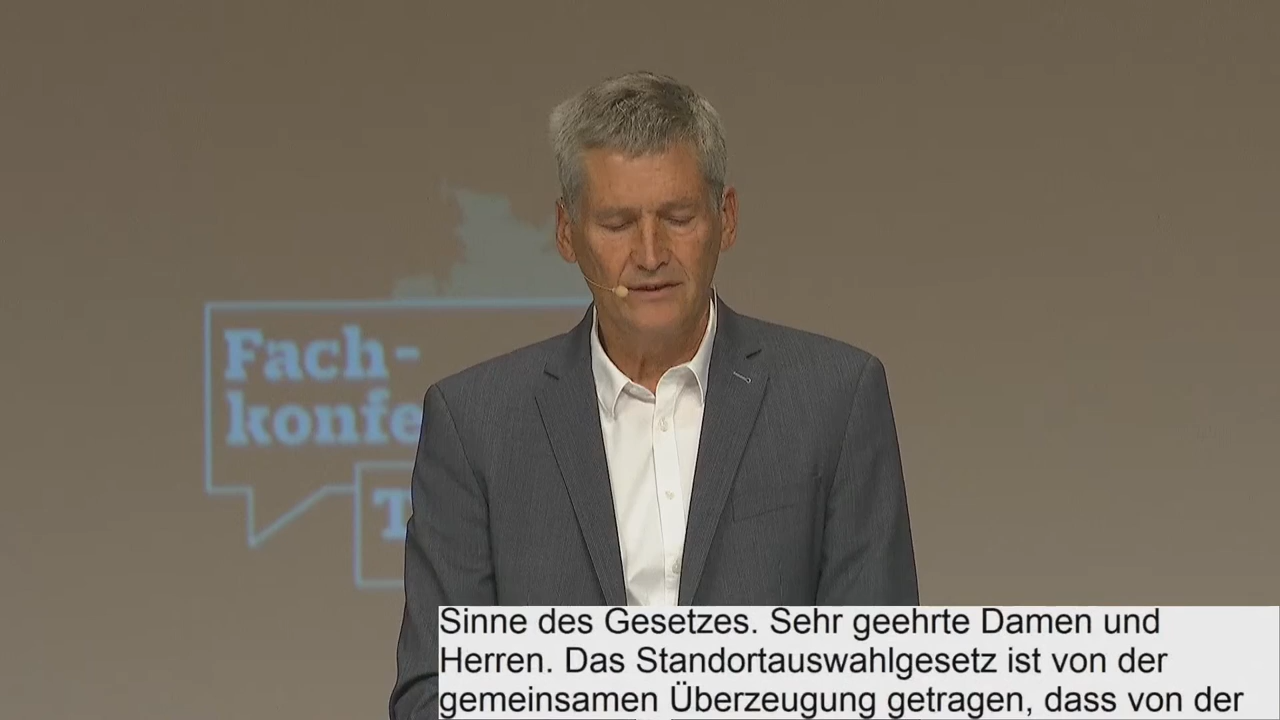 Fach-
konfe
T
Sinne des Gesetzes. Sehr geehrte Damen und
Herren. Das Standortauswahlgesetz ist von der
gemeinsamen Überzeugung getragen, dass von der